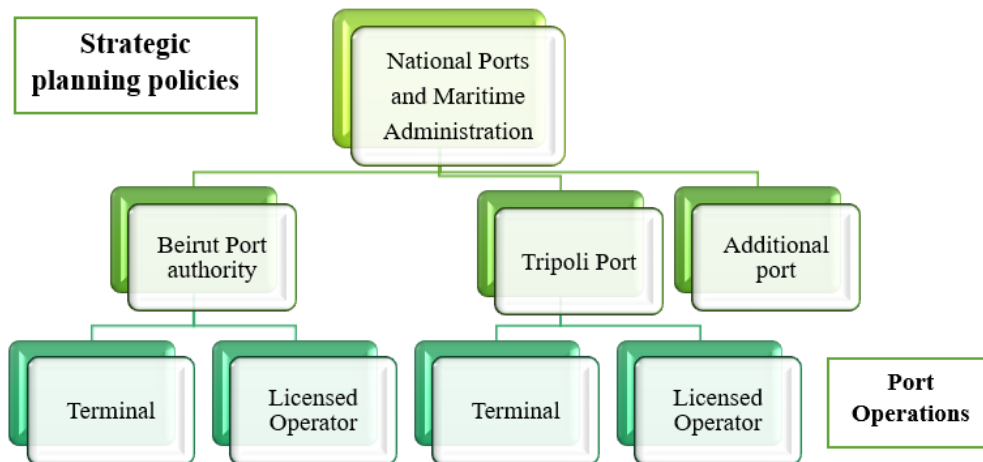 Strategic
planning policies
National Ports
and Maritime
Administration
Beirut Port
authority
Tripoli Port
Additional
port
Terminal
Licensed
Operator
Terminal
Licensed
Operator
Port
Operations